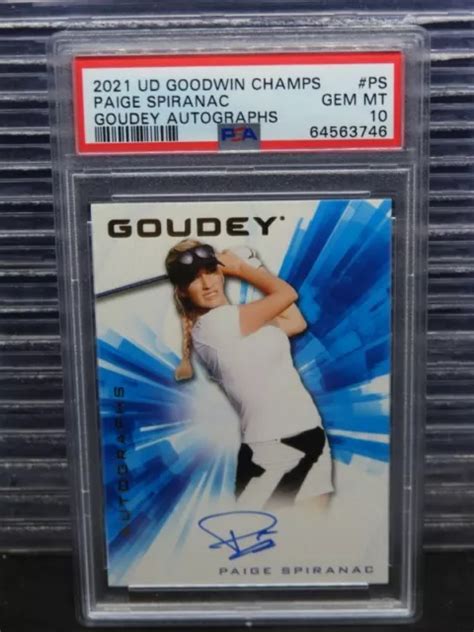 2021 UD GOODWIN CHAMPS #PS
PAIGE SPIRANAC GEM MT
GOUDEY AUTOGRAPHS 10
PSA 64563746
GOUDEY
AUTOGRAPHS
PAIGE SPIRANAC